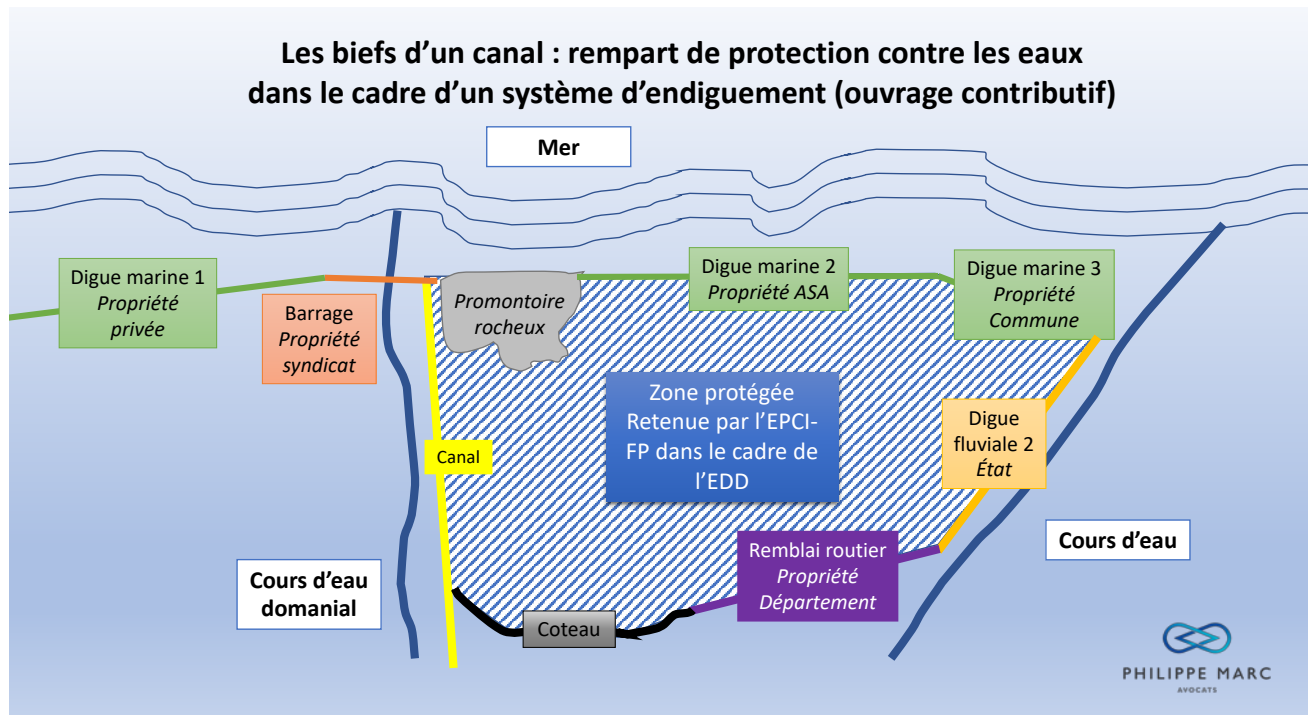 Les biefs d’un canal : rempart de protection contre les eaux
dans le cadre d’un système d’endiguement (ouvrage contributif)
Mer
Digue marine 1
Propriété
privée
Barrage
Propriété
syndicat
Promontoire
rocheux
Digue marine 2
Propriété ASA
Digue marine 3
Propriété
Commune
Zone protégée
Retenue par l’EPCI-
FP dans le cadre de
l’EDD
Canal
Digue
fluviale 2
État
Cours d’eau
domanial
Coteau
Remblai routier
Propriété
Département
Cours d’eau
PHILIPPE MARC
AVOCATS